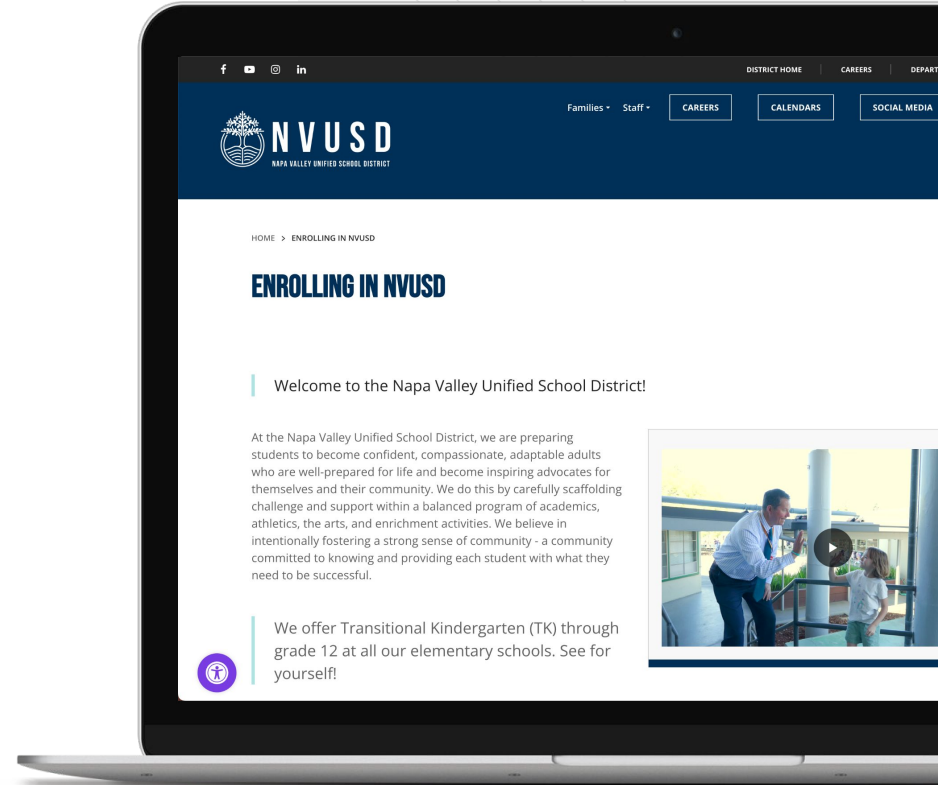 f in
DISTRICT HOME CAREERS DEPART
Families Staff CAREERS CALENDARS SOCIAL MEDIA
NVUSD
NAPA VALLEY UNIFIED SCHOOL DISTRICT
HOME > ENROLLING IN NVUSD
ENROLLING IN NVUSD
Welcome to the Napa Valley Unified School District!
At the Napa Valley Unified School District, we are preparing
students to become confident, compassionate, adaptable adults
who are well-prepared for life and become inspiring advocates for
themselves and their community. We do this by carefully scaffolding
challenge and support within a balanced program of academics,
athletics, the arts, and enrichment activities. We believe in
intentionally fostering a strong sense of community - a community
committed to knowing and providing each student with what they
need to be successful.
We offer Transitional Kindergarten (TK) through
grade 12 at all our elementary schools. See for
yourself!